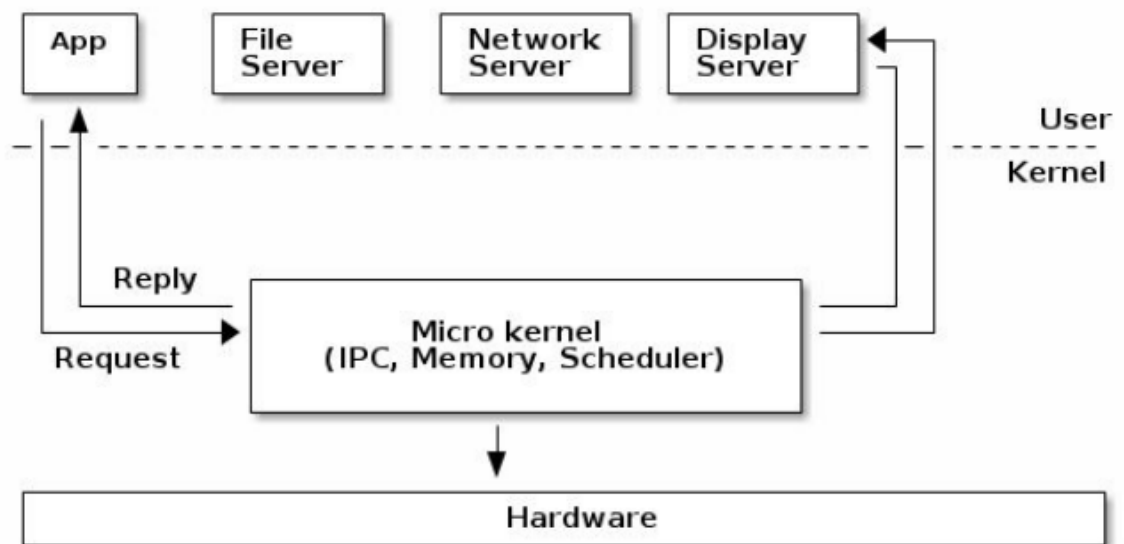 App
File
Server
Network
Server
Display
Server
User
Kernel
Reply
Request
Micro kernel
(IPC, Memory, Scheduler)
Hardware